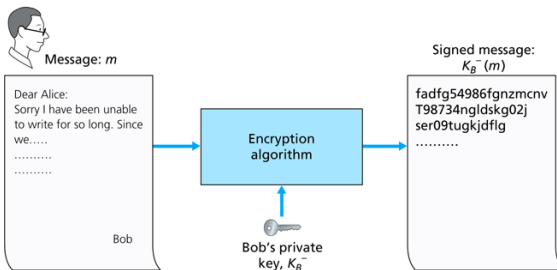 Message: m
Dear Alice:
Sorry I have been unable
to write for so long. Since
we.....
..........
..........
Bob
Encryption
algorithm
Bob's private
key, K_B^-
Signed message:
K_B^- (m)
fadfg54986fgnzmcnv
T98734ngldskg02j
ser09tugkjdflg
..........